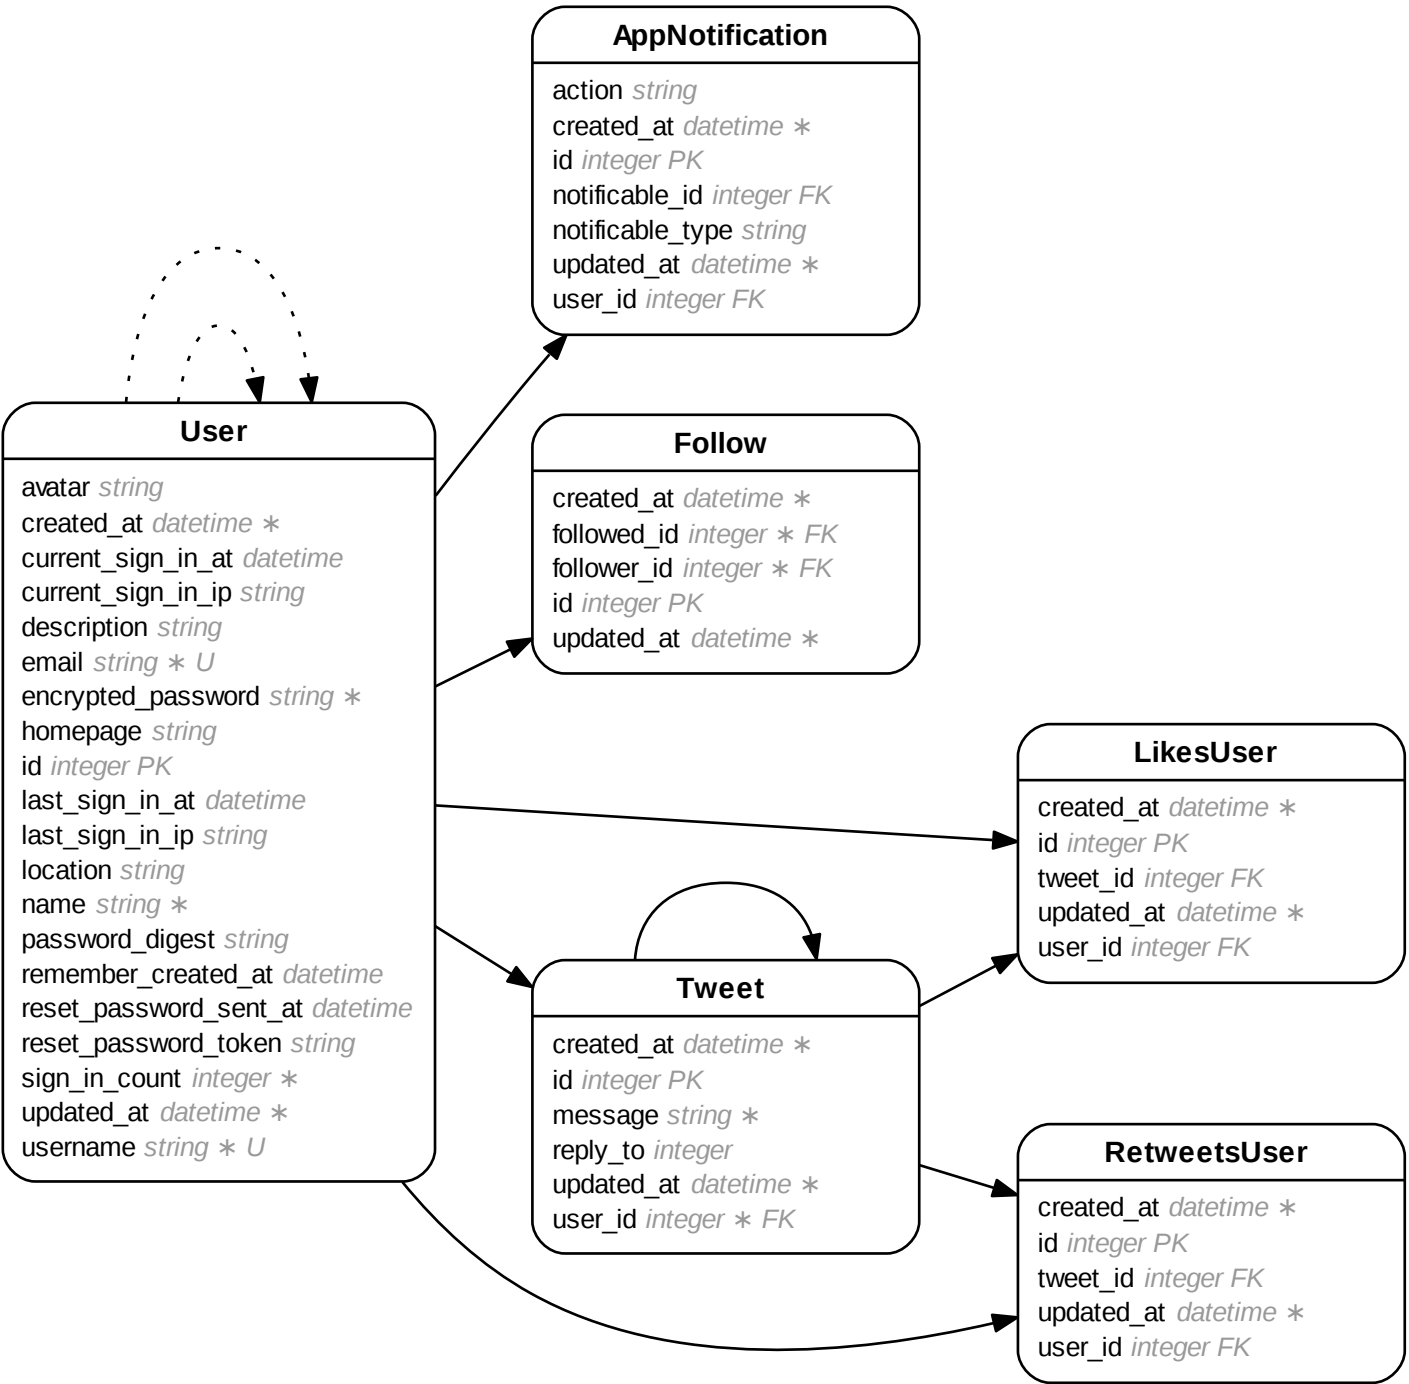 AppNotification
action string
created_at datetime ∗
id integer PK
notificable_id integer FK
notificable_type string
updated_at datetime ∗
user_id integer FK
User
avatar string
created_at datetime ∗
current_sign_in_at datetime
current_sign_in_ip string
description string
email string ∗ U
encrypted_password string ∗
homepage string
id integer PK
last_sign_in_at datetime
last_sign_in_ip string
location string
name string ∗
password_digest string
remember_created_at datetime
reset_password_sent_at datetime
reset_password_token string
sign_in_count integer ∗
updated_at datetime ∗
username string ∗ U
Follow
created_at datetime ∗
followed_id integer ∗ FK
follower_id integer ∗ FK
id integer PK
updated_at datetime ∗
LikesUser
created_at datetime ∗
id integer PK
tweet_id integer FK
updated_at datetime ∗
user_id integer FK
Tweet
created_at datetime ∗
id integer PK
message string ∗
reply_to integer
updated_at datetime ∗
user_id integer ∗ FK
RetweetsUser
created_at datetime ∗
id integer PK
tweet_id integer FK
updated_at datetime ∗
user_id integer FK